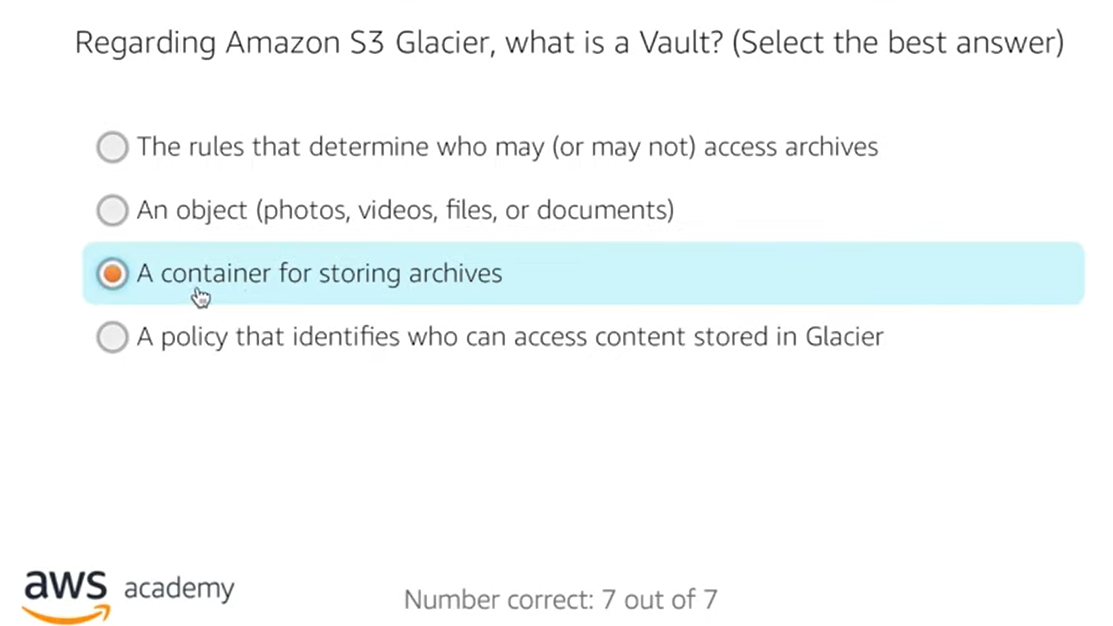 Regarding Amazon S3 Glacier, what is a Vault? (Select the best answer)
The rules that determine who may (or may not) access archives
An object (photos, videos, files, or documents)
A container for storing archives
A policy that identifies who can access content stored in Glacier
aws academy
Number correct: 7 out of 7